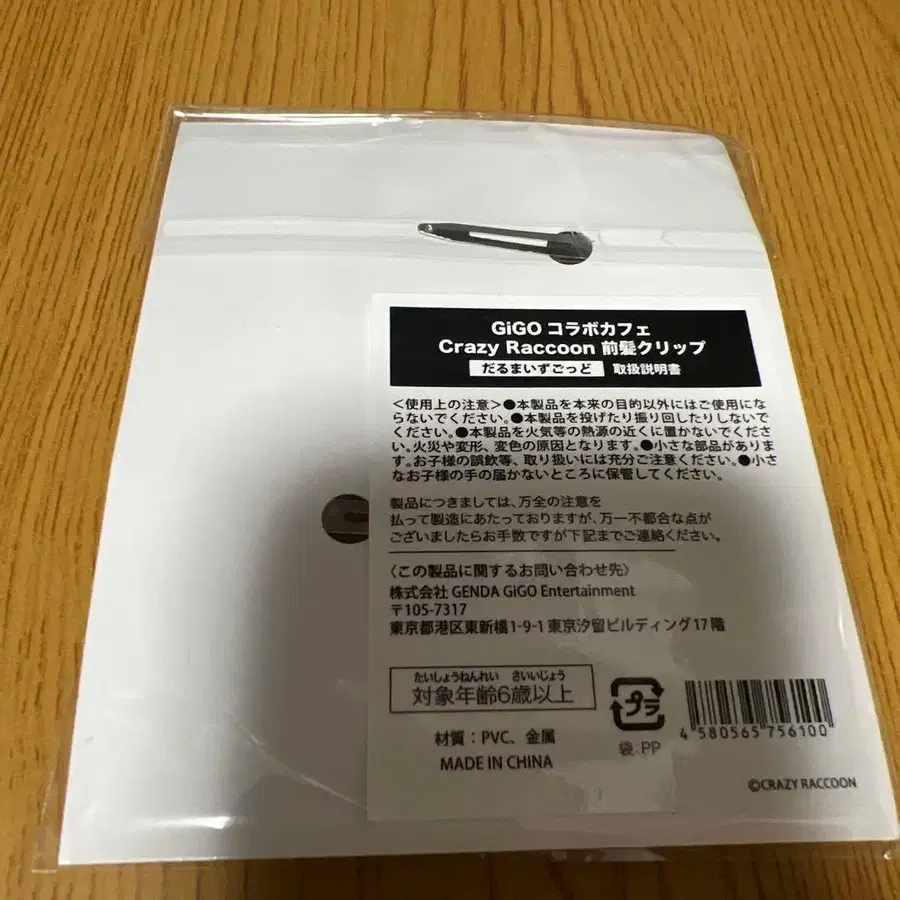 GiGO コラボカフェ
Crazy Raccoon 前髪クリップ
だるまいずごっど 取扱説明書
＜使用上の注意＞●本製品を本来の目的以外にはご使用にな
らないでください。●本製品を投げたり振り回したりしないで
ください。●本製品を火気等の熱源の近くに置かないでくださ
い。火災や変形、変色の原因となります。●小さな部品がありま
す。お子様の誤飲等、取り扱いには充分ご注意ください。●小さ
なお子様の手の届かないところに保管してください。
製品につきましては、万全の注意を
払って製造にあたっておりますが、万一不都合な点が
ございましたらお手数ですが下記までご連絡ください。
〈この製品に関するお問い合わせ先〉
株式会社 GENDA GiGO Entertainment
〒105-7317
東京都港区東新橋1-9-1 東京汐留ビルディング17階
たいしょうねんれい さいいじょう
対象年齢6歳以上
プラ
袋:PP
4 580565 756100
材質：PVC、金属
MADE IN CHINA
©CRAZY RACCOON